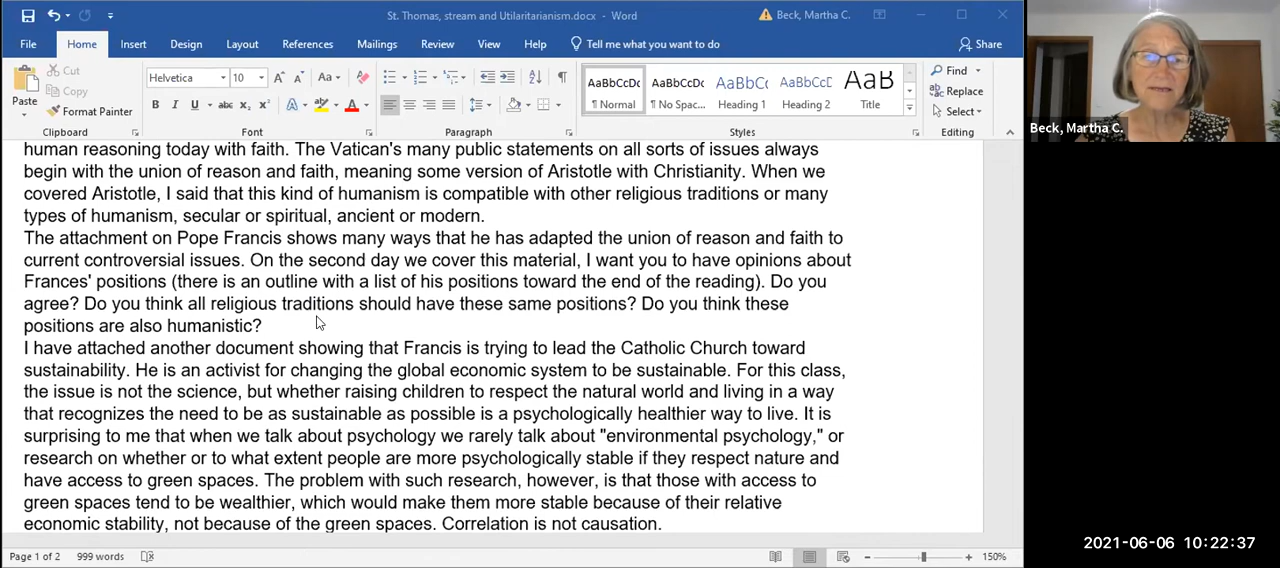 St. Thomas, stream and Utilaritarianism.docx - Word
Beck, Martha C.
File Home Insert Design Layout References Mailings Review View Help Tell me what you want to do Share
Paste
Cut
Copy
Format Painter
Clipboard
Helvetica 10
Font
Paragraph
AaBbCcDc AaBbCcDc AaBbCc AaBbCcD AaB
¶ Normal ¶ No Spac... Heading 1 Heading 2 Title
Styles
Find
Replace
Select
Editing
Beck, Martha C.
human reasoning today with faith. The Vatican's many public statements on all sorts of issues always
begin with the union of reason and faith, meaning some version of Aristotle with Christianity. When we
covered Aristotle, I said that this kind of humanism is compatible with other religious traditions or many
types of humanism, secular or spiritual, ancient or modern.
The attachment on Pope Francis shows many ways that he has adapted the union of reason and faith to
current controversial issues. On the second day we cover this material, I want you to have opinions about
Frances' positions (there is an outline with a list of his positions toward the end of the reading). Do you
agree? Do you think all religious traditions should have these same positions? Do you think these
positions are also humanistic?
I have attached another document showing that Francis is trying to lead the Catholic Church toward
sustainability. He is an activist for changing the global economic system to be sustainable. For this class,
the issue is not the science, but whether raising children to respect the natural world and living in a way
that recognizes the need to be as sustainable as possible is a psychologically healthier way to live. It is
surprising to me that when we talk about psychology we rarely talk about "environmental psychology," or
research on whether or to what extent people are more psychologically stable if they respect nature and
have access to green spaces. The problem with such research, however, is that those with access to
green spaces tend to be wealthier, which would make them more stable because of their relative
economic stability, not because of the green spaces. Correlation is not causation.
Page 1 of 2 999 words
150%
2021-06-06 10:22:37